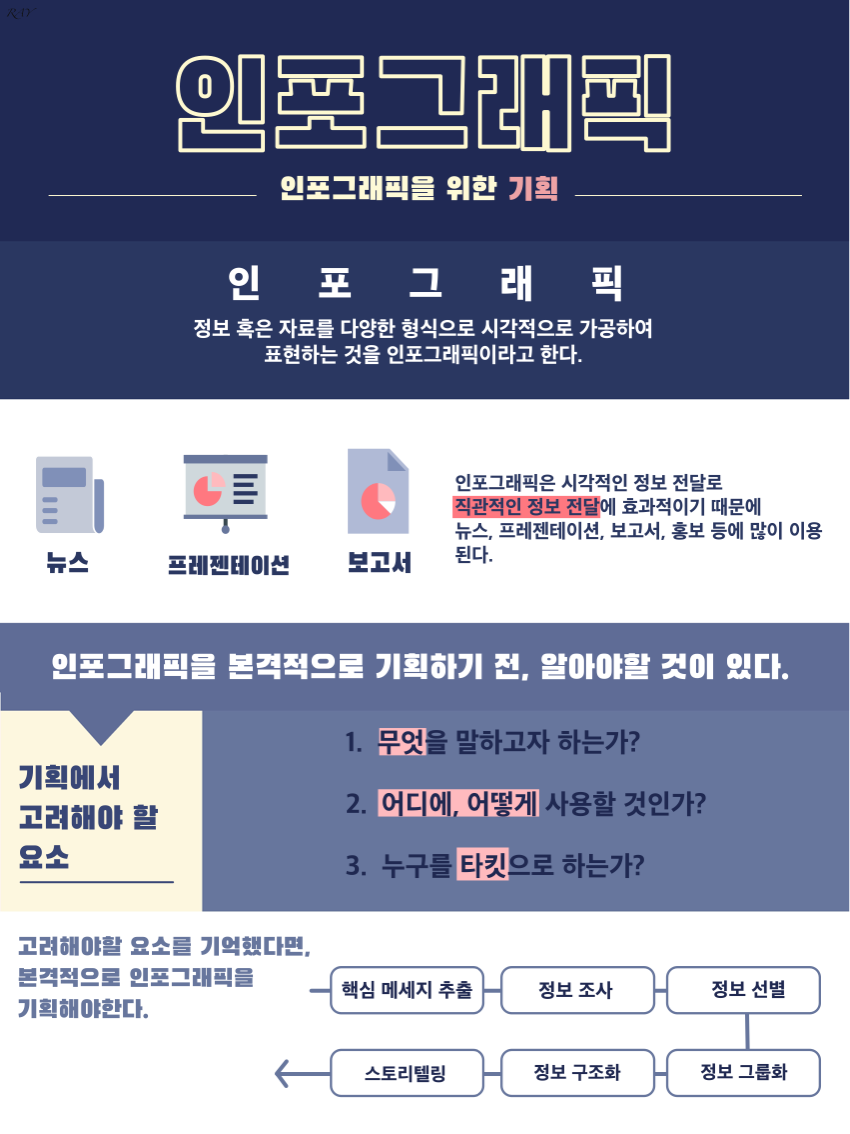 RAY
인포그래픽
인포그래픽을 위한 기획
인 포 그 래 픽
정보 혹은 자료를 다양한 형식으로 시각적으로 가공하여
표현하는 것을 인포그래픽이라고 한다.
뉴스
프레젠테이션
보고서
인포그래픽은 시각적인 정보 전달로
직관적인 정보 전달에 효과적이기 때문에
뉴스, 프레젠테이션, 보고서, 홍보 등에 많이 이용
된다.
인포그래픽을 본격적으로 기획하기 전, 알아야할 것이 있다.
기획에서
고려해야 할
요소
1. 무엇을 말하고자 하는가?
2. 어디에, 어떻게 사용할 것인가?
3. 누구를 타킷으로 하는가?
고려해야할 요소를 기억했다면,
본격적으로 인포그래픽을
기획해야한다.
핵심 메세지 추출
정보 조사
정보 선별
스토리텔링
정보 구조화
정보 그룹화